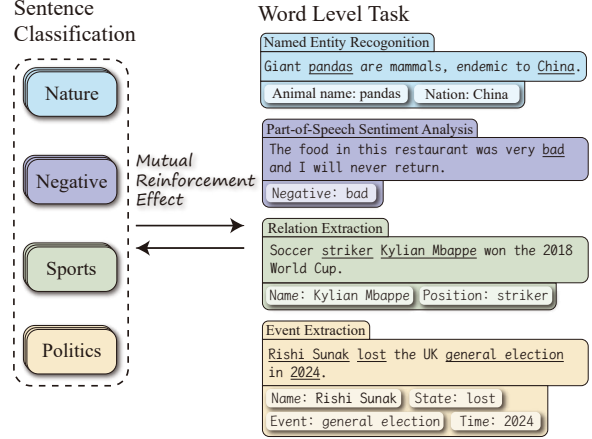 Sentence
Classification
Nature
Negative
Sports
Politics
Mutual
Reinforcement
Effect
Word Level Task
Named Entity Recogonition
Giant pandas are mammals, endemic to China.
Animal name: pandas Nation: China
Part-of-Speech Sentiment Analysis
The food in this restaurant was very bad
and I will never return.
Negative: bad
Relation Extraction
Soccer striker Kylian Mbappe won the 2018
World Cup.
Name: Kylian Mbappe Position: striker
Event Extraction
Rishi Sunak lost the UK general election
in 2024.
Name: Rishi Sunak State: lost
Event: general election Time: 2024